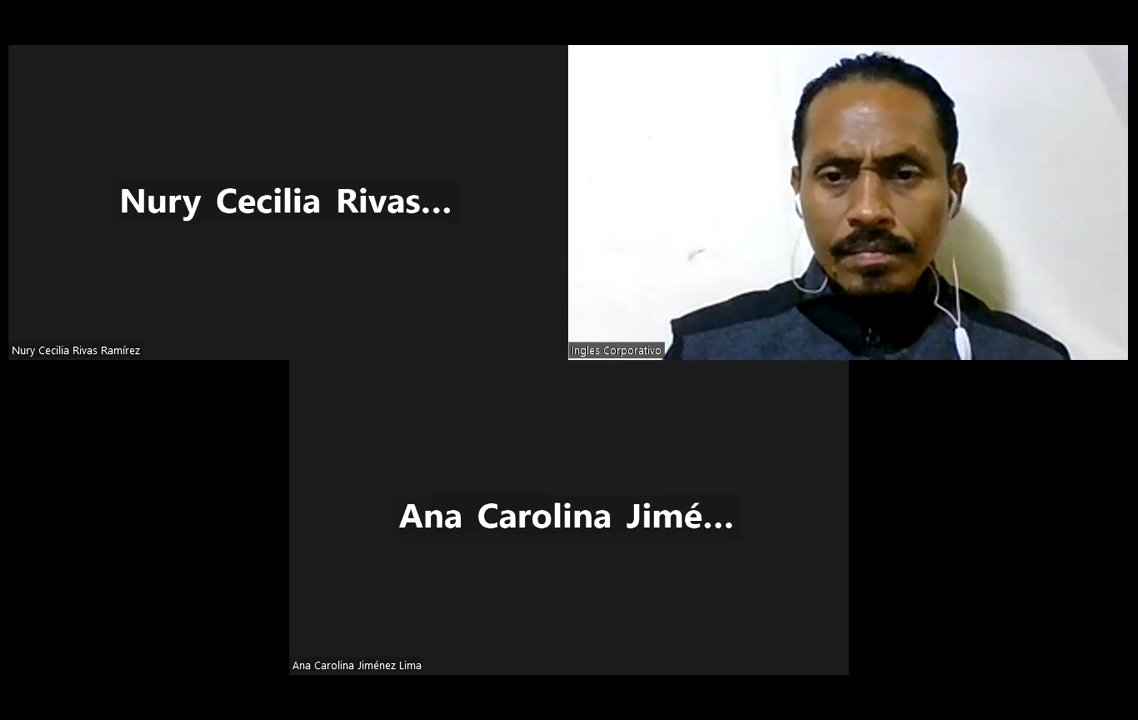 Nury Cecilia Rivas...
Nury Cecilia Rivas Ramírez
Ingles Corporativo
Ana Carolina Jimé...
Ana Carolina Jiménez Lima